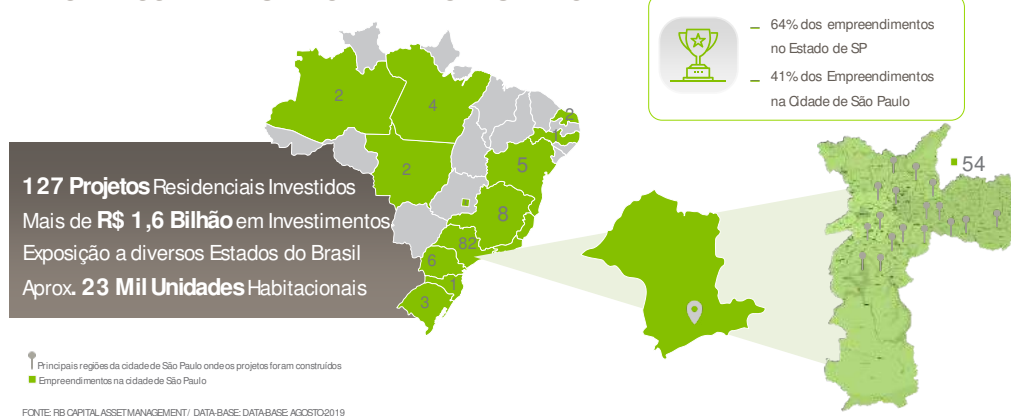 64% dos empreendimentos
no Estado de SP
41% dos Empreendimentos
na Cidade de São Paulo
2
4
2
1
2
5
8
82
6
1
3
54
127 Projetos Residenciais Investidos
Mais de R$ 1,6 Bilhão em Investimentos
Exposição a diversos Estados do Brasil
Aprox. 23 Mil Unidades Habitacionais
Principais regiões da cidade de São Paulo onde os projetos foram construídos
Empreendimentos na cidade de São Paulo
FONTE: RB CAPITAL ASSET MANAGEMENT / DATA-BASE: DATA-BASE: AGOSTO2019